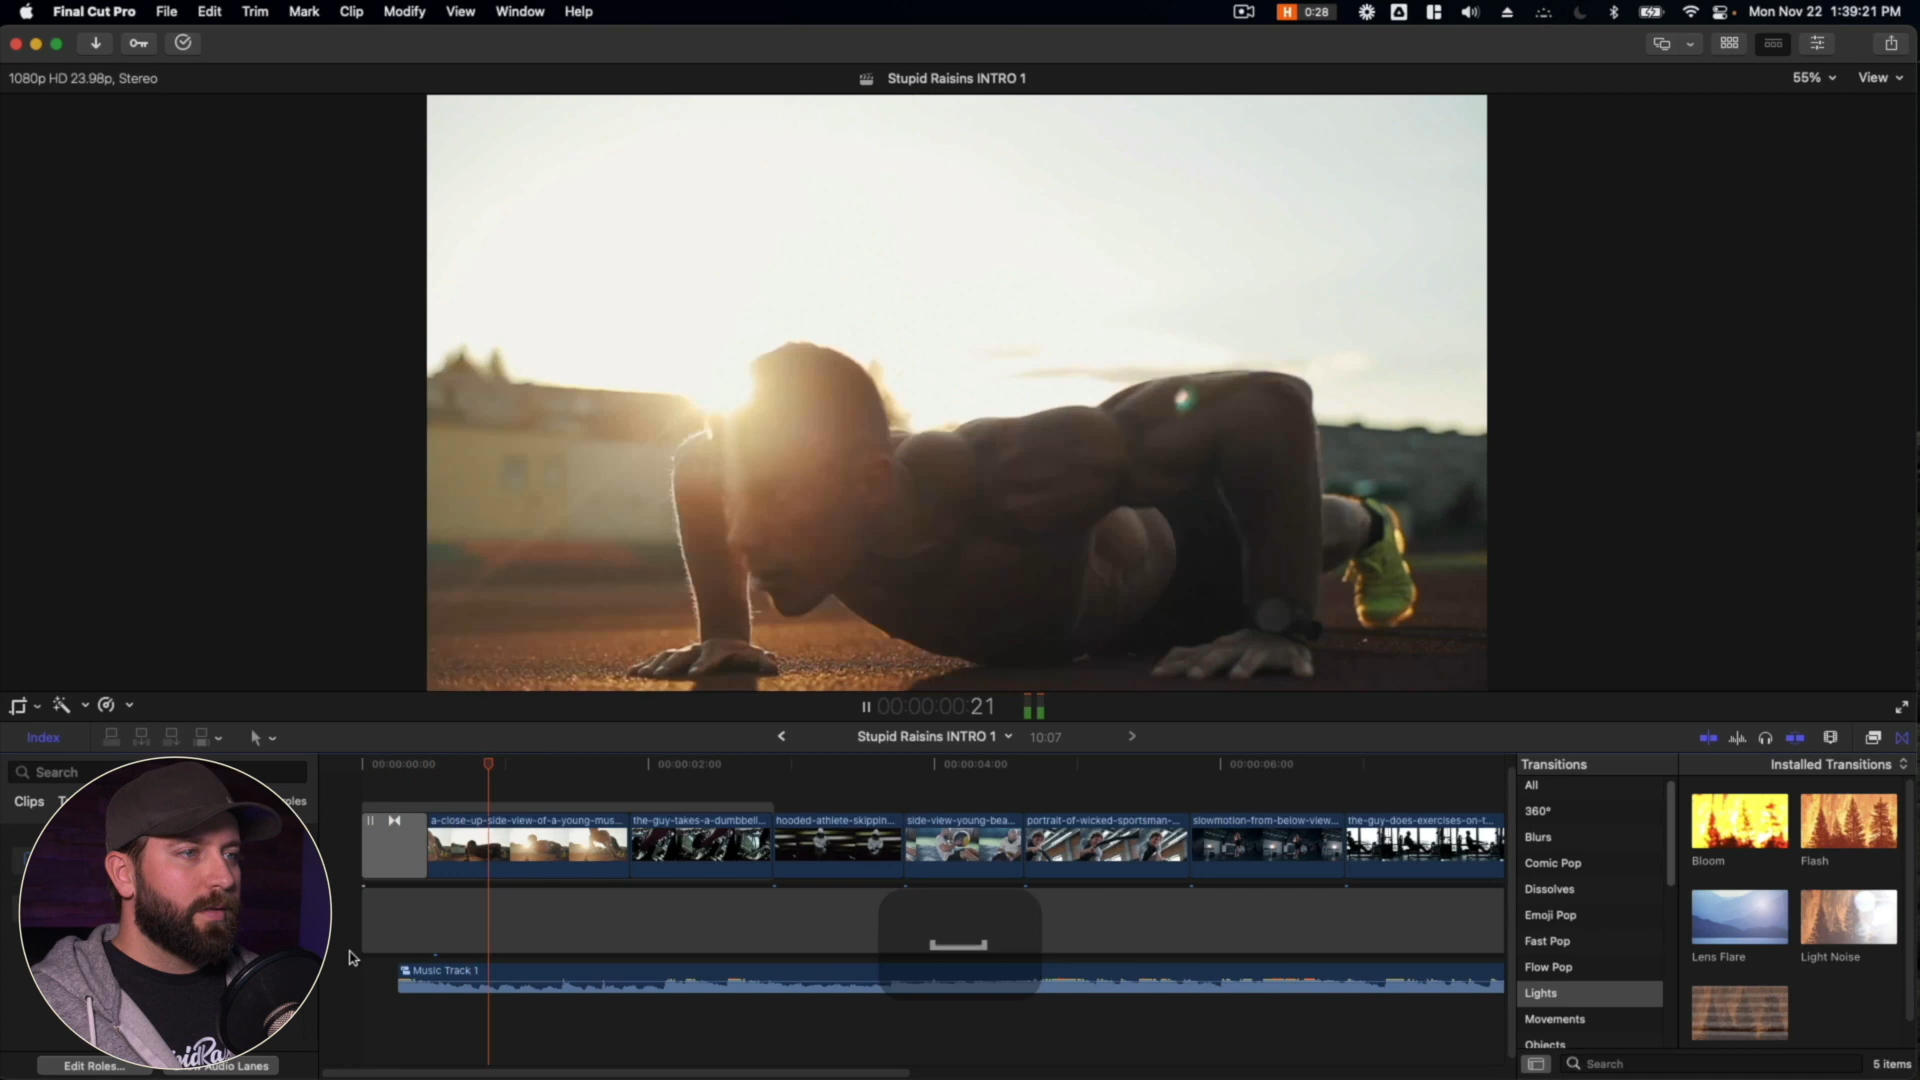 Final Cut Pro File Edit Trim Mark Clip Modify View Window Help
H 0:28
Mon Nov 22 1:39:21 PM
1080p HD 23.98p, Stereo
Stupid Raisins INTRO 1
55%
View
00:00:00:21
Index
Stupid Raisins INTRO 1
10:07
Search
Clips
00:00:00:00
00:00:02:00
00:00:04:00
00:00:06:00
a-close-up-side-view-of-a-young-mus...
the-guy-takes-a-dumbbell...
hooded-athlete-skippin...
side-view-young-bea...
portrait-of-wicked-sportsman-...
slowmotion-from-below-view...
the-guy-does-exercises-on-t...
Music Track 1
Edit Roles...
Audio Lanes
Transitions
All
360°
Blurs
Comic Pop
Dissolves
Emoji Pop
Fast Pop
Flow Pop
Lights
Movements
Objects
Installed Transitions
Bloom
Flash
Lens Flare
Light Noise
Search
5 items